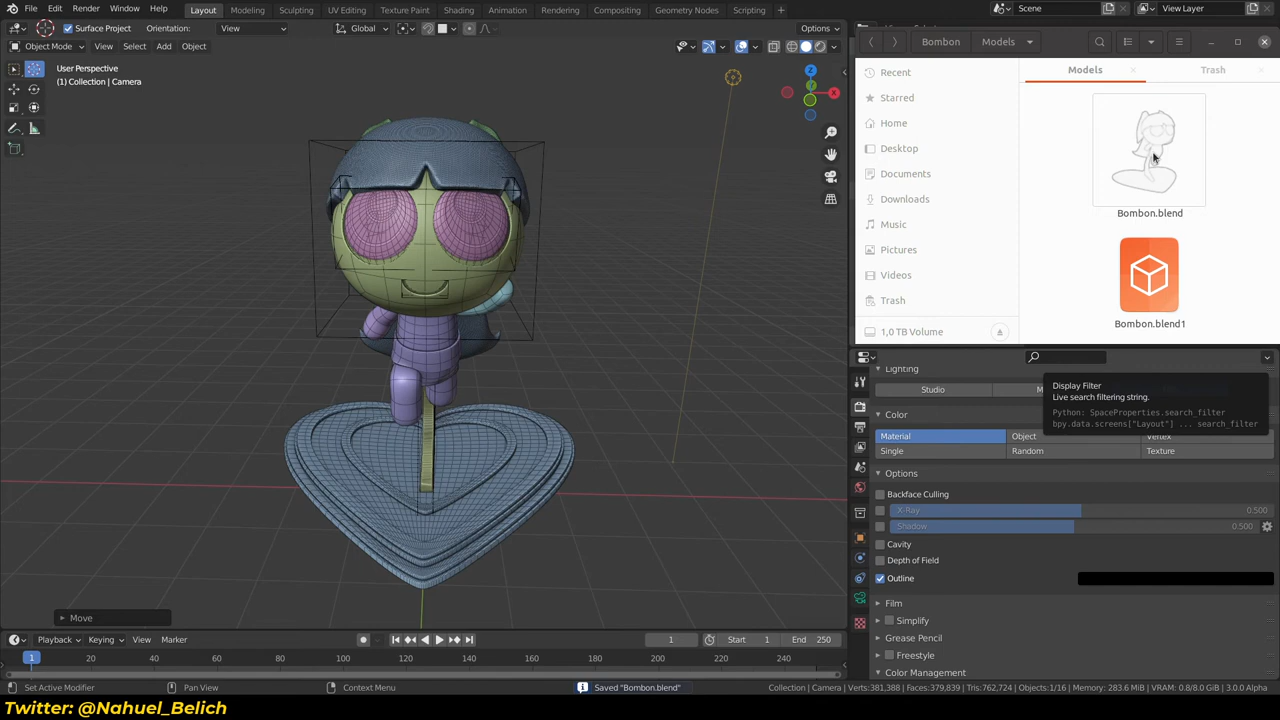 File Edit Render Window Help Layout Modeling Sculpting UV Editing Texture Paint Shading Animation Rendering Compositing Geometry Nodes Scripting Scene View Layer
Surface Project Orientation: View Global Options
Object Mode View Select Add Object
User Perspective
(1) Collection | Camera
Z
X
Y
Bombon Models
Recent
Starred
Home
Desktop
Documents
Downloads
Music
Pictures
Videos
Trash
1,0 TB Volume
Models Trash
Bombon.blend
Bombon.blend1
Lighting
Studio
Color
Material Object Vertex
Single Random Texture
Display Filter
Live search filtering string.
Python: SpaceProperties.search_filter
bpy.data.screens["Layout"] ... search_filter
Options
Backface Culling
X-Ray 0.500
Shadow 0.500
Cavity
Depth of Field
Outline
Film
Simplify
Grease Pencil
Freestyle
Color Management
Move
Playback Keying View Marker 1 Start 1 End 250
1 20 40 60 80 100 120 140 160 180 200 220 240
Set Active Modifier Pan View Context Menu Saved "Bombon.blend" Collection | Camera | Verts:381,388 | Faces:379,839 | Tris:762,724 | Objects:1/16 | Memory: 283.6 MiB | VRAM: 0.8/8.0 GiB | 3.0.0 Alpha
Twitter: @Nahuel_Belich